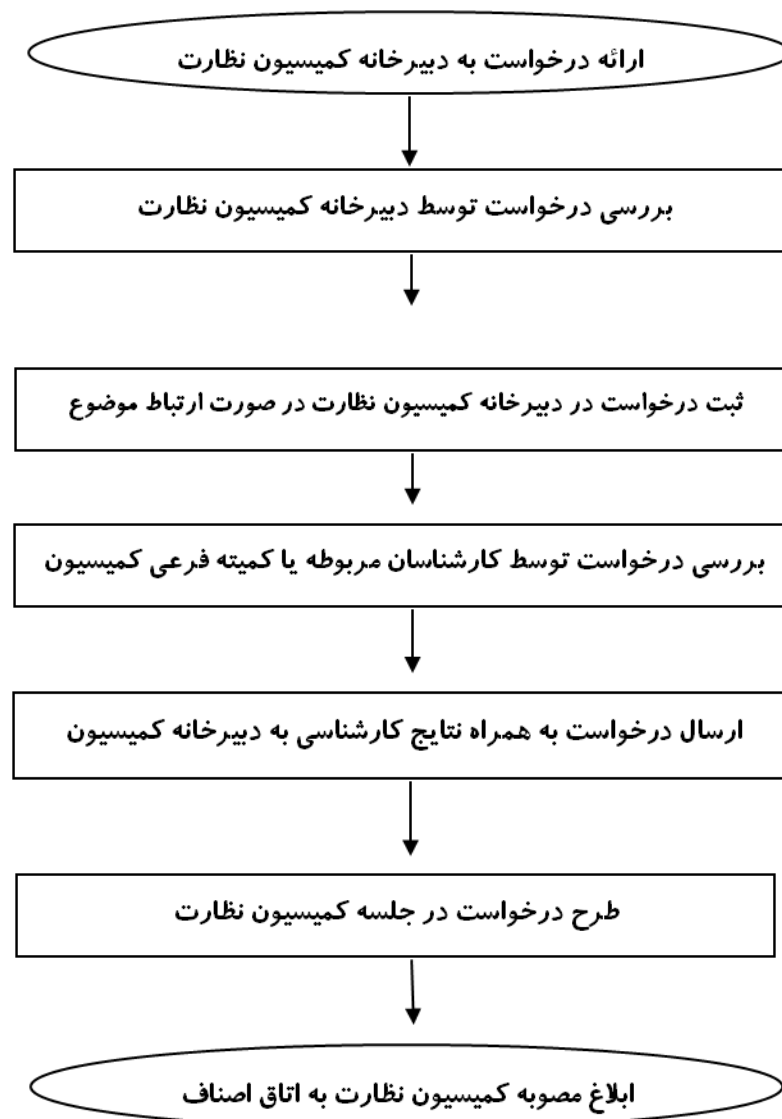 ارائه درخواست به دبیرخانه کمیسیون نظارت
بررسی درخواست توسط دبیرخانه کمیسیون نظارت
ثبت درخواست در دبیرخانه کمیسیون نظارت در صورت ارتباط موضوع
بررسی درخواست توسط کارشناسان مربوطه یا کمیته فرعی کمیسیون
ارسال درخواست به همراه نتایج کارشناسی به دبیرخانه کمیسیون
طرح درخواست در جلسه کمیسیون نظارت
ابلاغ مصوبه کمیسیون نظارت به اتاق اصناف